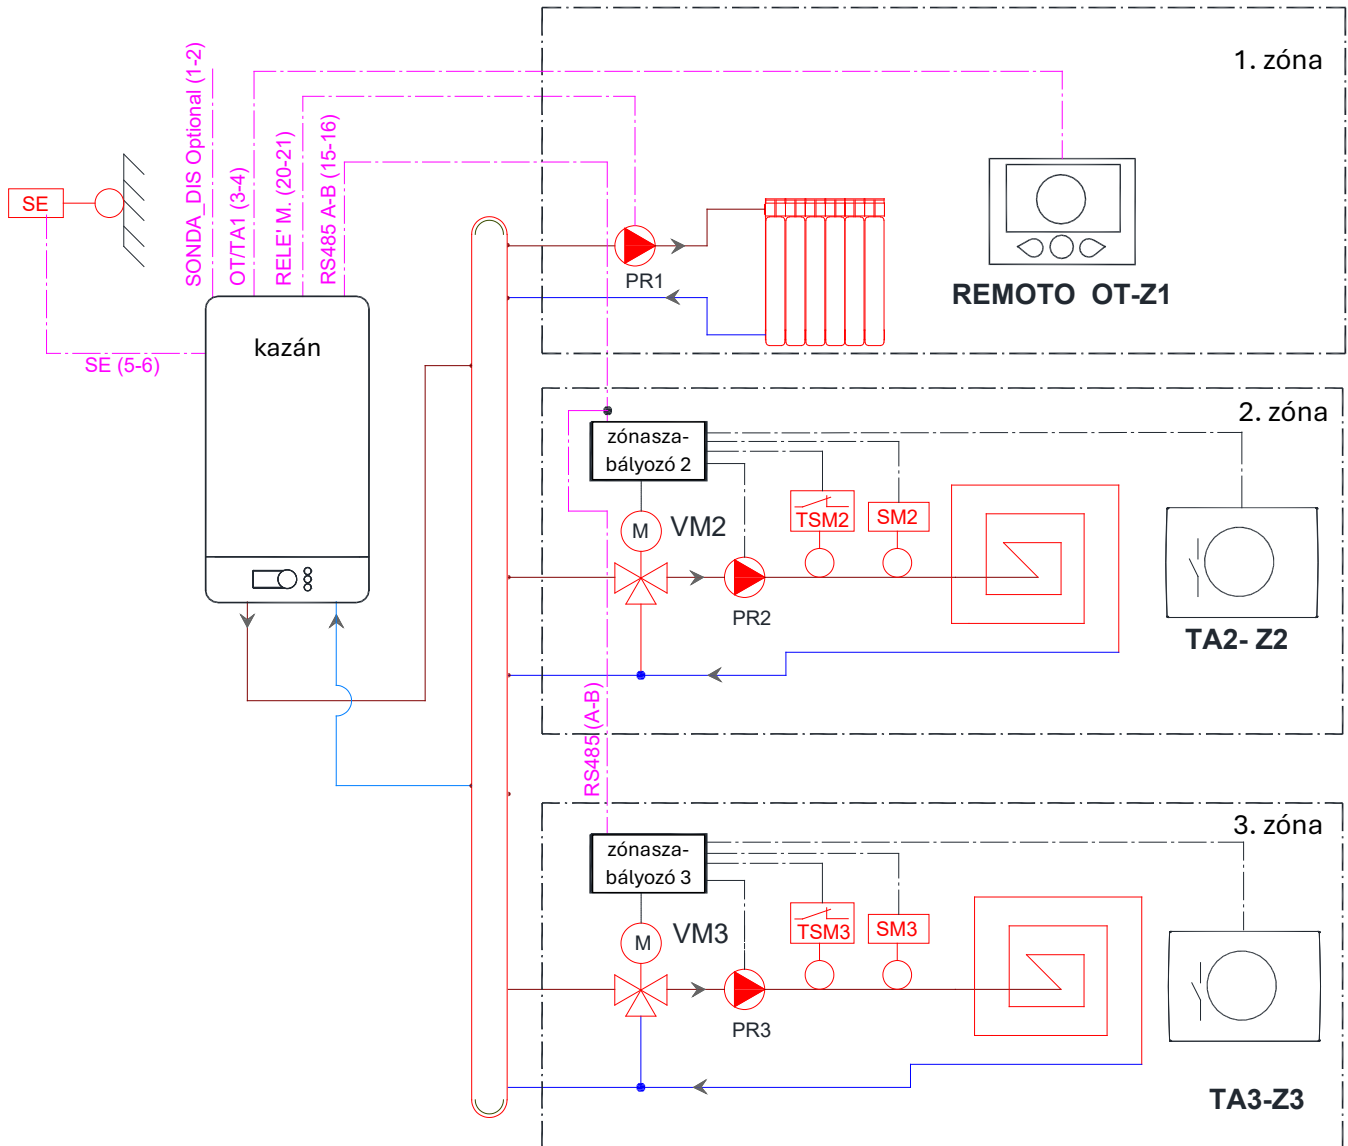 1. zóna
SONDA_DIS Optional (1-2)
OT/TA1 (3-4)
RELE' M. (20-21)
RS485 A-B (15-16)
SE
SE (5-6)
kazán
PR1
REMOTO OT-Z1
2. zóna
zónasza-
bályozó 2
M
VM2
TSM2
SM2
PR2
TA2- Z2
RS485 (A-B)
3. zóna
zónasza-
bályozó 3
M
VM3
TSM3
SM3
PR3
TA3-Z3